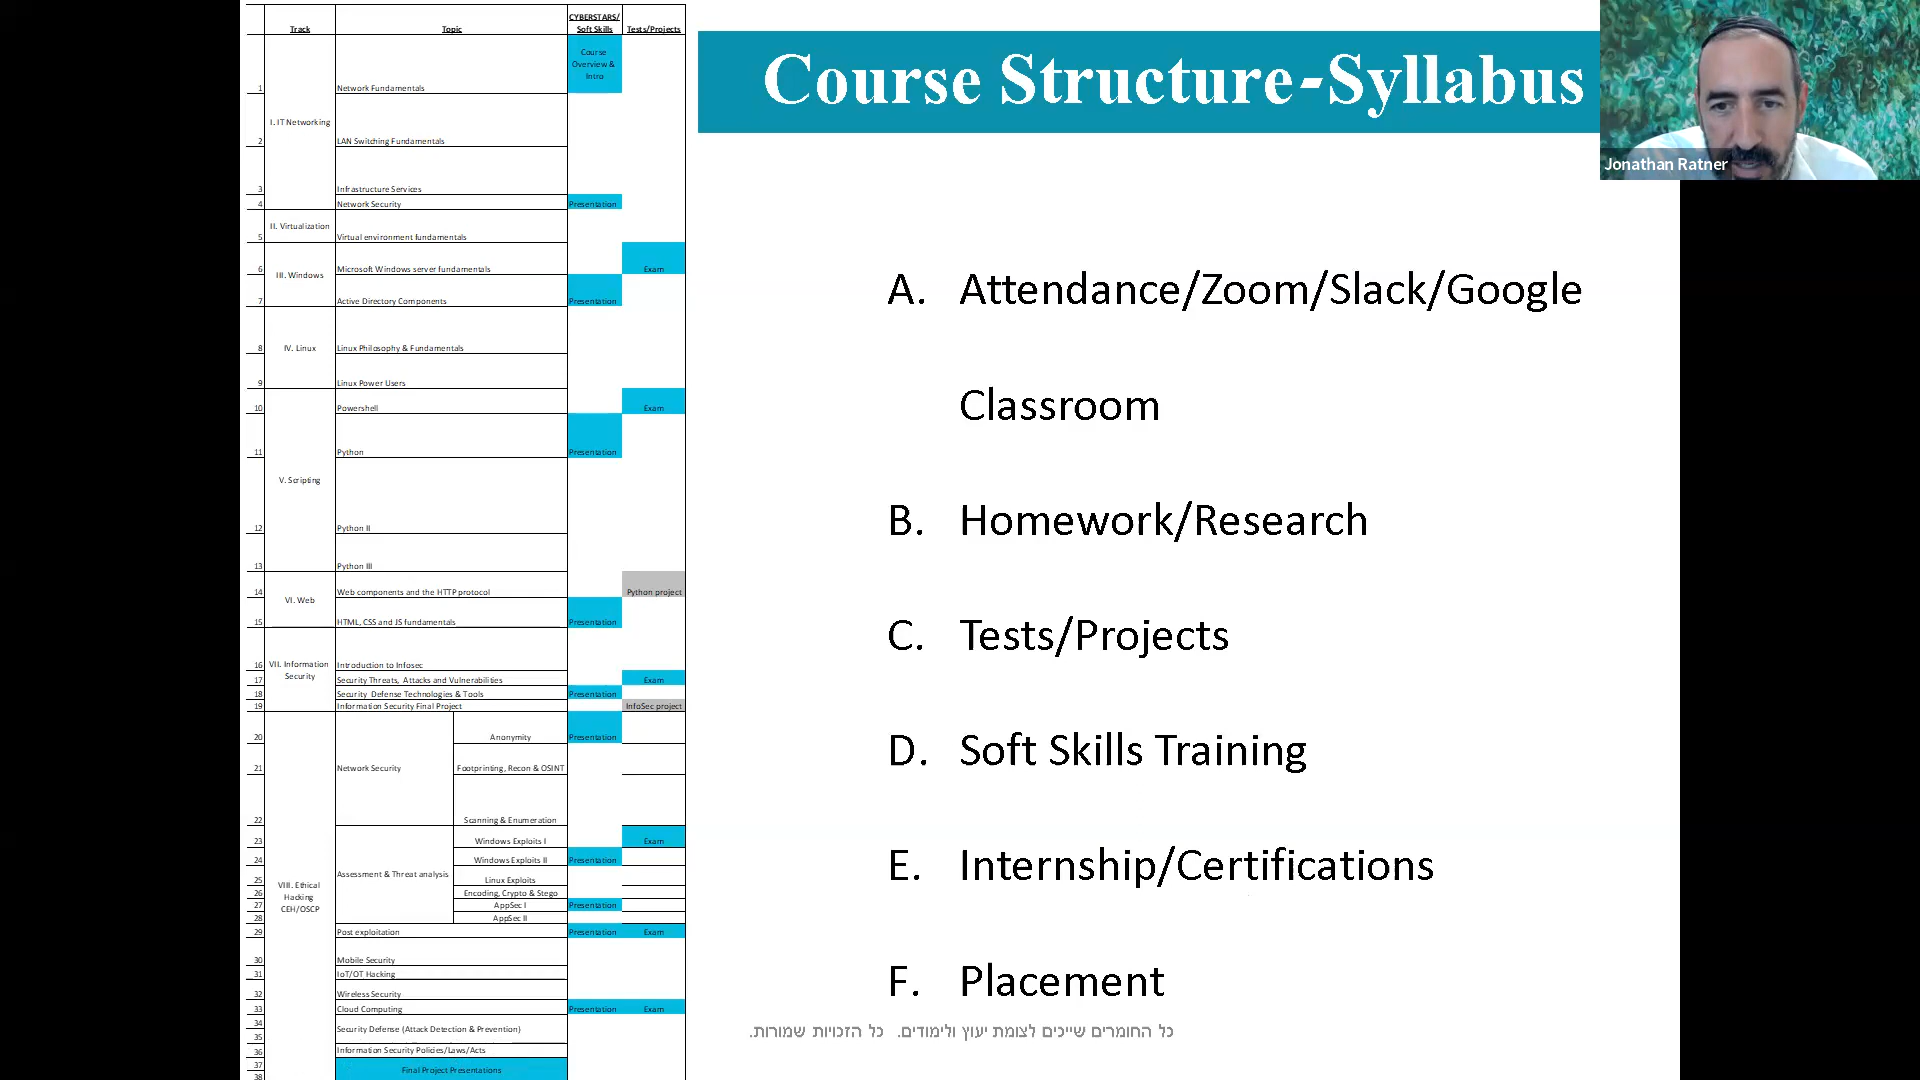 Track Topic CYBERSTARS/ Soft Skills Tests/Projects
Course Overview & Intro
1 Network Fundamentals
I. IT Networking
2 LAN Switching Fundamentals
3 Infrastructure Services
4 Network Security Presentation
II. Virtualization
5 Virtual environment fundamentals
6 Microsoft Windows server fundamentals Exam
III. Windows
7 Active Directory Components Presentation
8 IV. Linux Linux Philosophy & Fundamentals
9 Linux Power Users
10 Powershell Exam
11 Python Presentation
V. Scripting
12 Python II
13 Python III
14 Web components and the HTTP protocol Python project
VI. Web
15 HTML, CSS and JS fundamentals Presentation
16 VII. Information Security Introduction to Infosec
17 Security Threats, Attacks and Vulnerabilities Exam
18 Security Defense Technologies & Tools Presentation
19 Information Security Final Project InfoSec project
20 Anonymity Presentation
21 Network Security Footprinting, Recon & OSINT
22 Scanning & Enumeration
23 Windows Exploits I Exam
24 Windows Exploits II Presentation
Assessment & Threat analysis
25 Linux Exploits
VIII. Ethical Hacking CEH/OSCP
26 Encoding, Crypto & Stego
27 AppSec I Presentation
28 AppSec II
29 Post exploitation Presentation Exam
30 Mobile Security
31 IoT/OT Hacking
32 Wireless Security
33 Cloud Computing Presentation Exam
34
Security Defense (Attack Detection & Prevention)
35
36 Information Security Policies/Laws/Acts
37
Final Project Presentations
38
Course Structure-Syllabus
Jonathan Ratner
A. Attendance/Zoom/Slack/Google
Classroom
B. Homework/Research
C. Tests/Projects
D. Soft Skills Training
E. Internship/Certifications
F. Placement
כל החומרים שייכים לצומת יעוץ ולימודים. כל הזכויות שמורות.